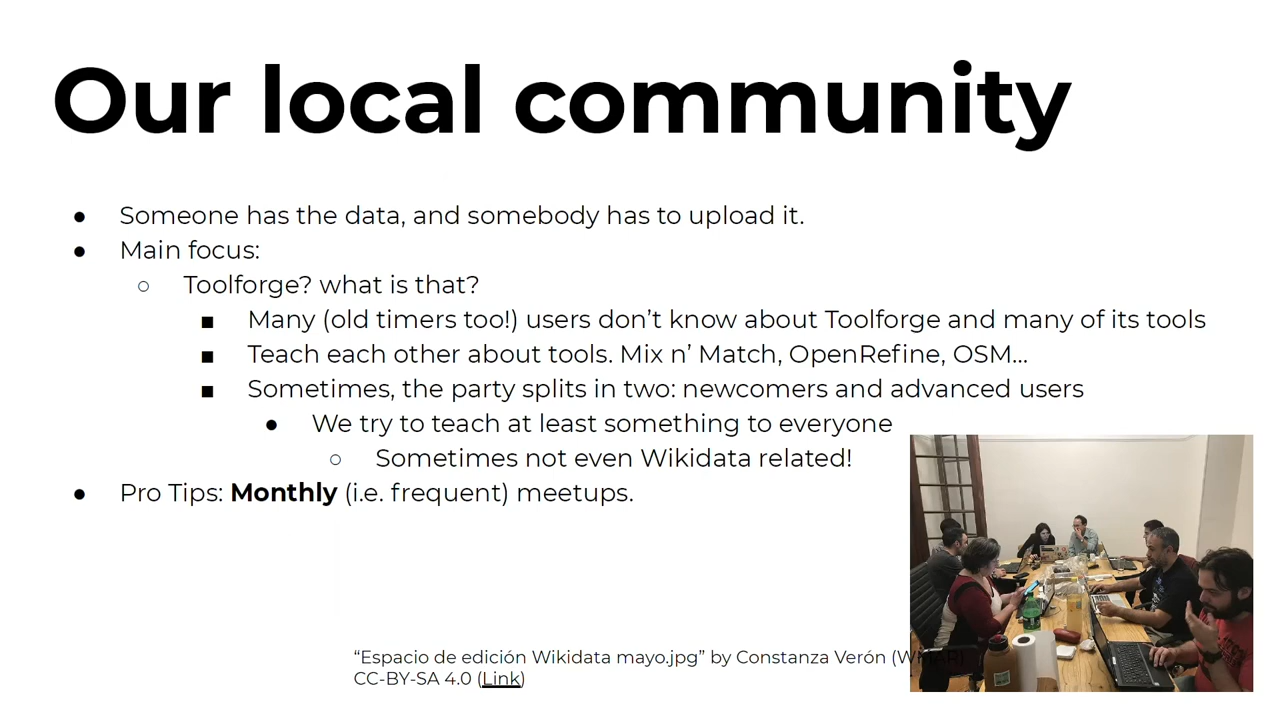 Our local community
● Someone has the data, and somebody has to upload it.
● Main focus:
○ Toolforge? what is that?
■ Many (old timers too!) users don't know about Toolforge and many of its tools
■ Teach each other about tools. Mix n' Match, OpenRefine, OSM...
■ Sometimes, the party splits in two: newcomers and advanced users
● We try to teach at least something to everyone
○ Sometimes not even Wikidata related!
● Pro Tips: Monthly (i.e. frequent) meetups.
“Espacio de edición Wikidata mayo.jpg” by Constanza Verón (WMAR)
CC-BY-SA 4.0 (Link)